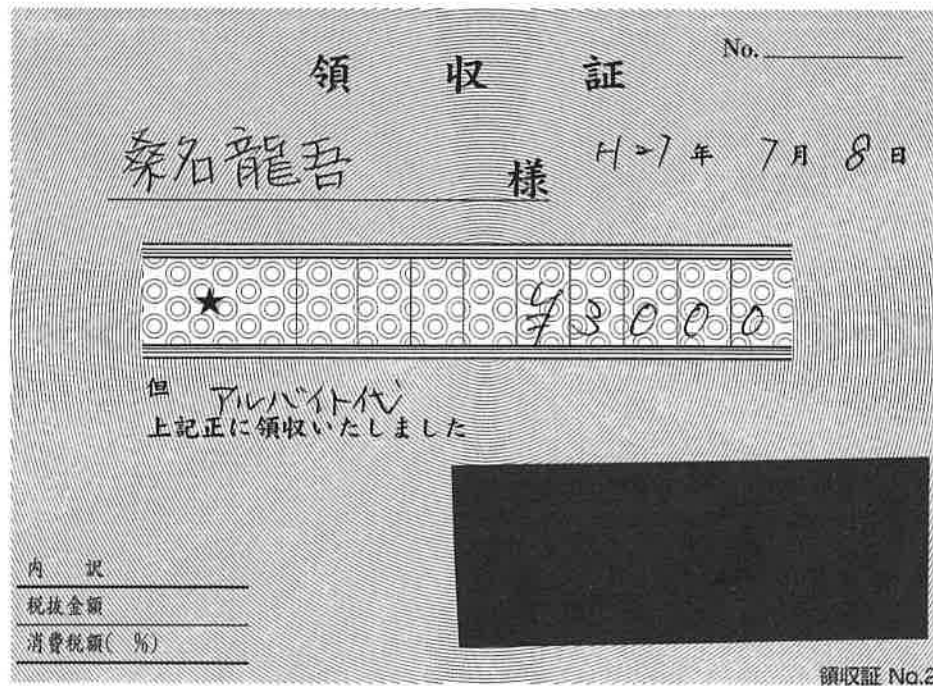 No.
領収証
桑名龍吾 様 H27年7月8日
★ ¥3000
但 アルバイト代
上記正に領収いたしました
内訳
税抜金額
消費税額( %)
領収証 No.2